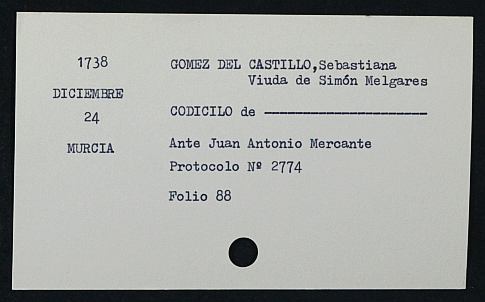 1738
DICIEMBRE
24
MURCIA
GOMEZ DEL CASTILLO,Sebastiana
Viuda de Simón Melgares
CODICILO de ----------------------
Ante Juan Antonio Mercante
Protocolo Nº 2774
Folio 88